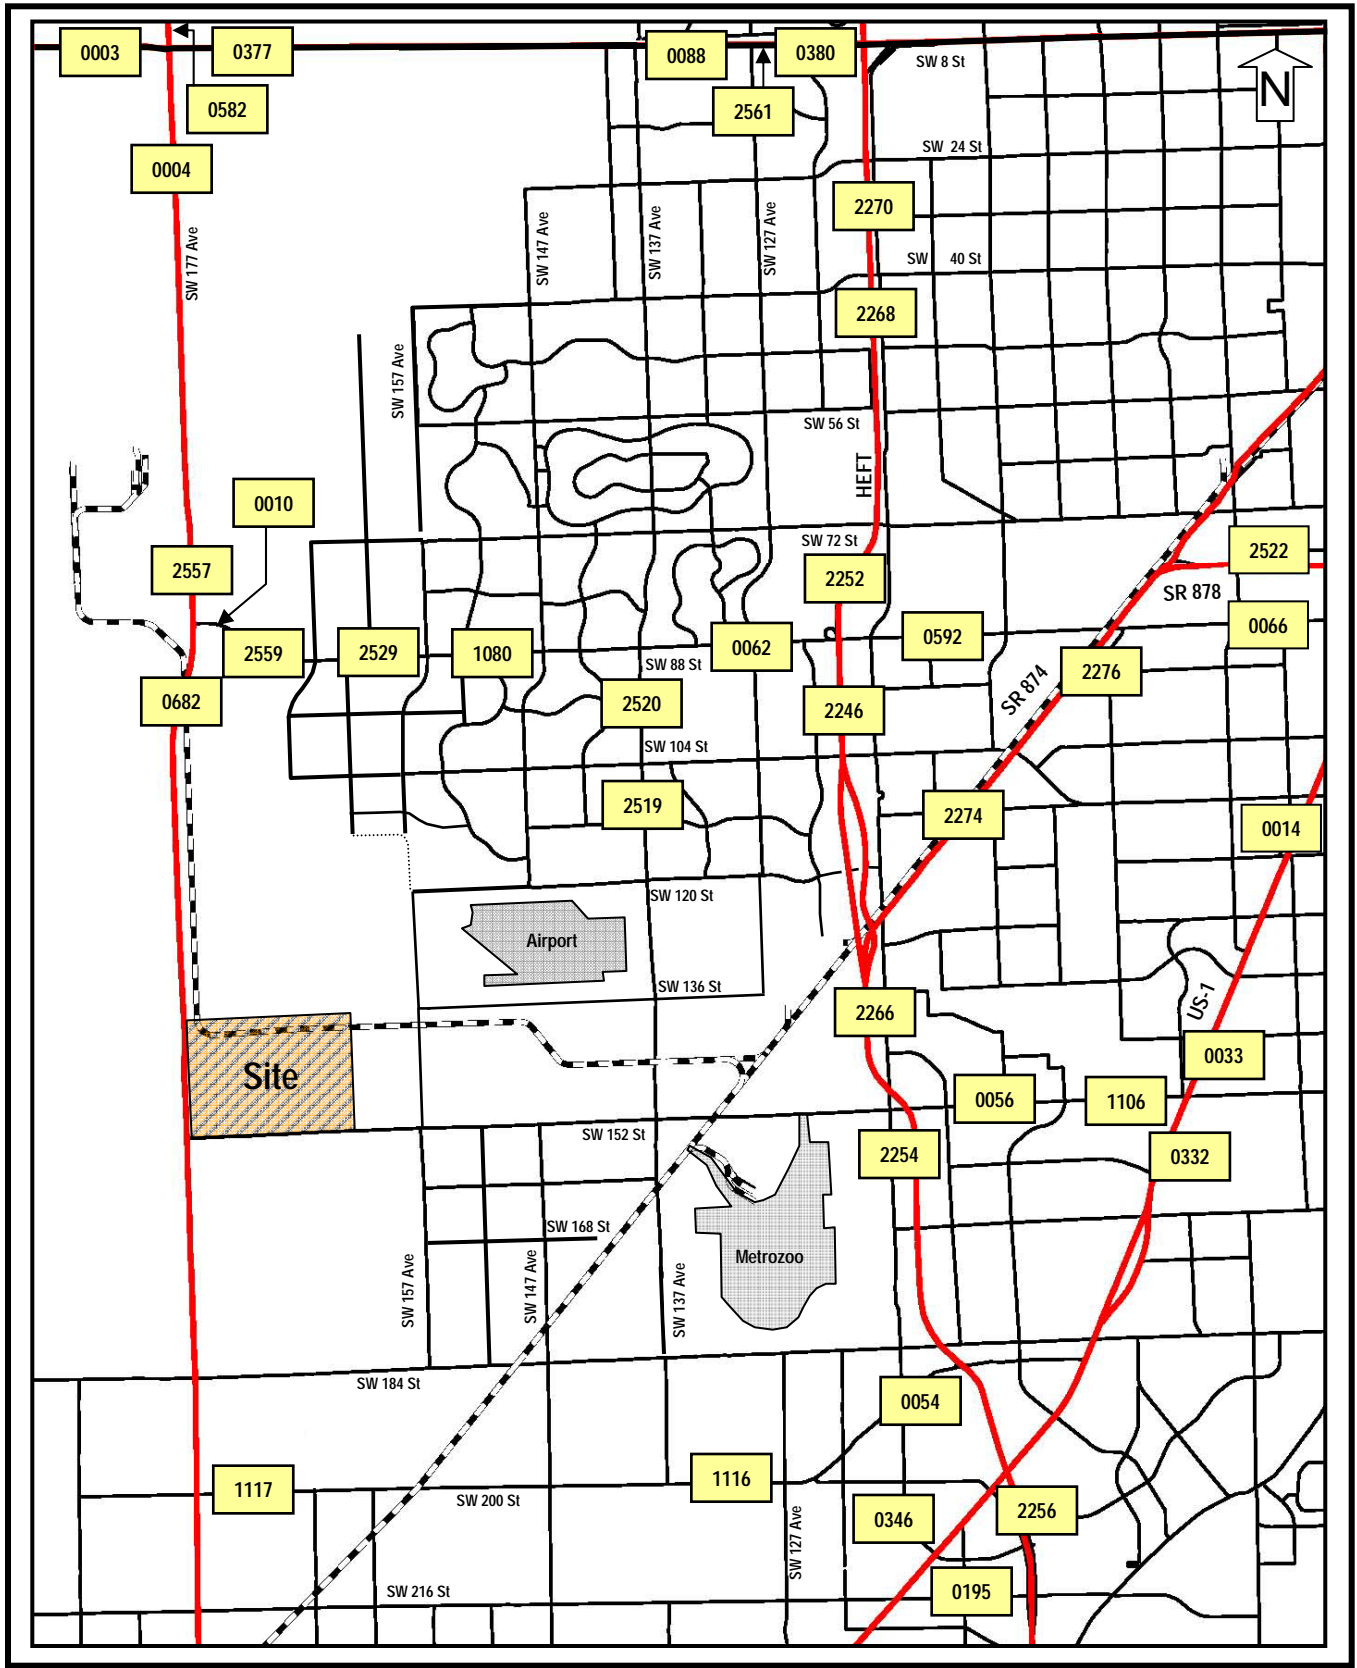 0003
0377
0088
0380
SW 8 St
N
0582
2561
0004
SW 24 St
2270
SW 177 Ave
SW 147 Ave
SW 137 Ave
SW 127 Ave
SW 40 St
2268
SW 157 Ave
SW 56 St
HEFT
0010
SW 72 St
2522
2557
2252
SR 878
0066
2559
2529
1080
0062
0592
SW 88 St
2276
0682
2520
2246
SR 874
SW 104 St
2519
2274
0014
SW 120 St
Airport
SW 136 St
2266
US-1
0033
Site
0056
1106
SW 152 St
2254
0332
SW 168 St
Metrozoo
SW 157 Ave
SW 147 Ave
SW 137 Ave
SW 184 St
0054
1117
1116
SW 200 St
0346
2256
SW 127 Ave
SW 216 St
0195